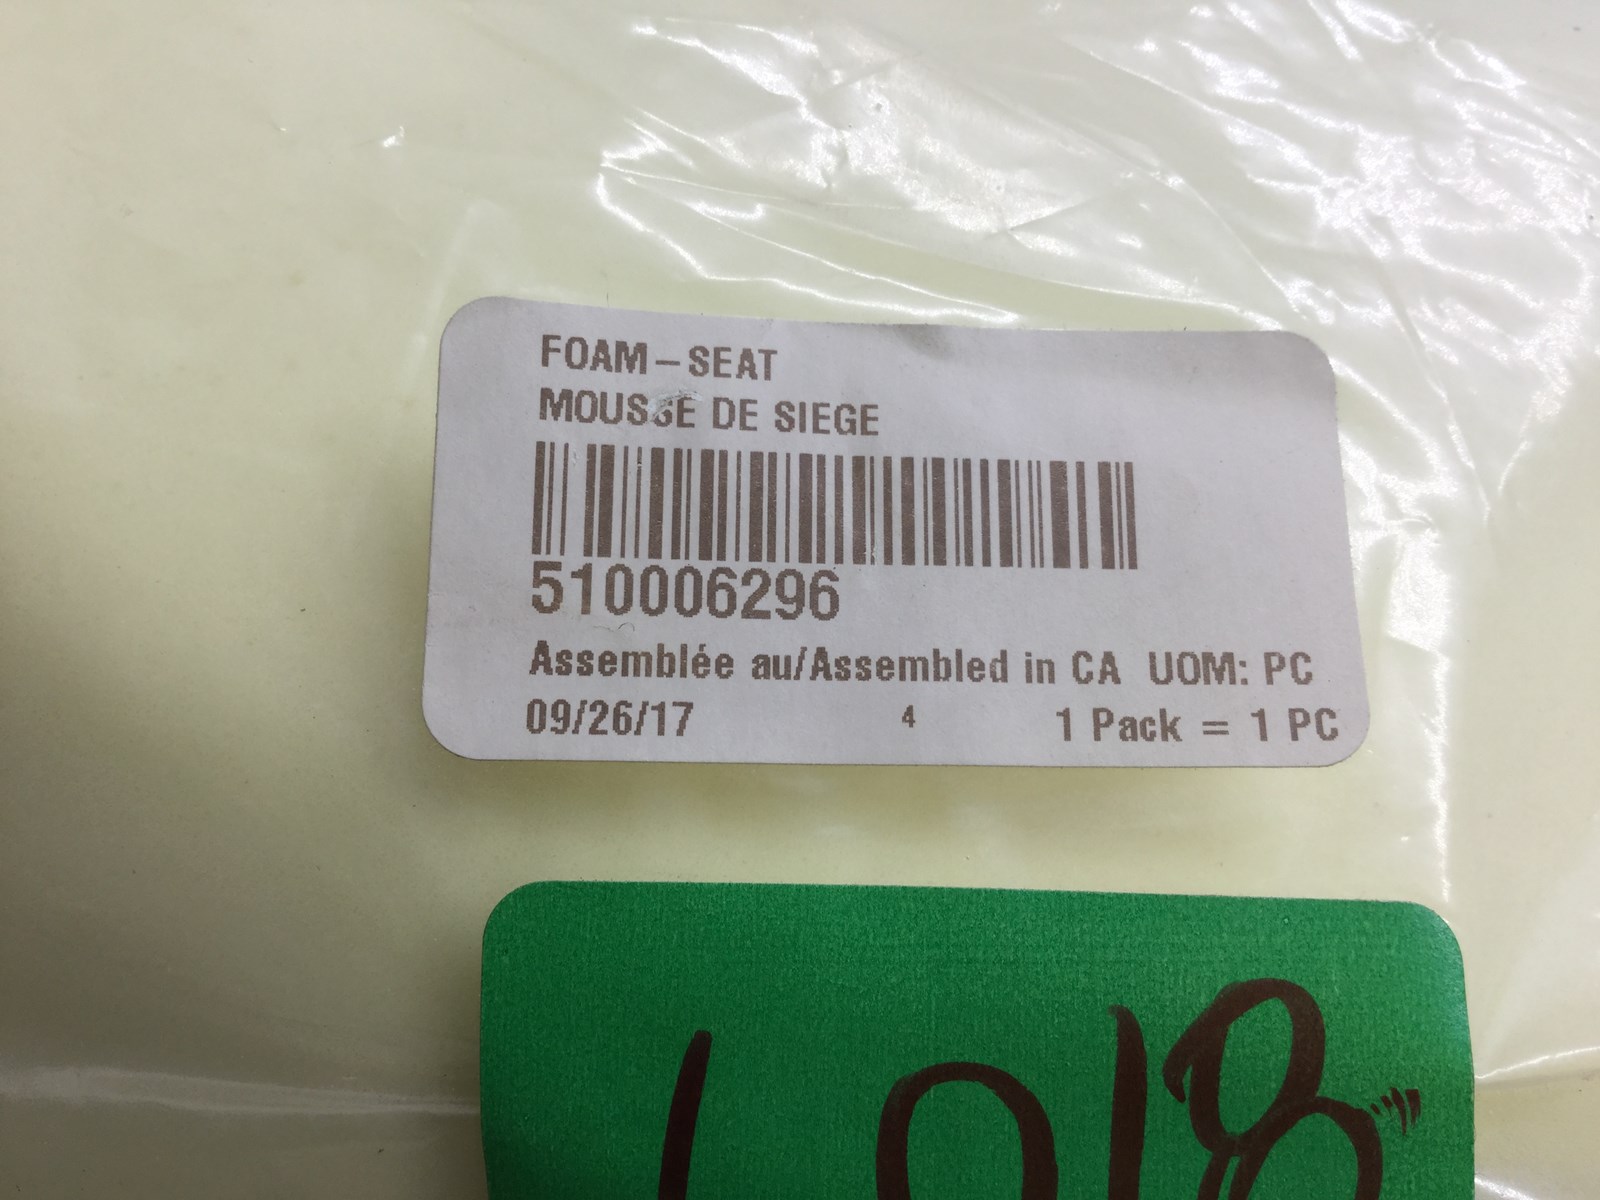 FOAM-SEAT
MOUSSE DE SIEGE
510006296
Assemblée au/Assembled in CA UOM: PC
09/26/17 4 1 Pack = 1 PC